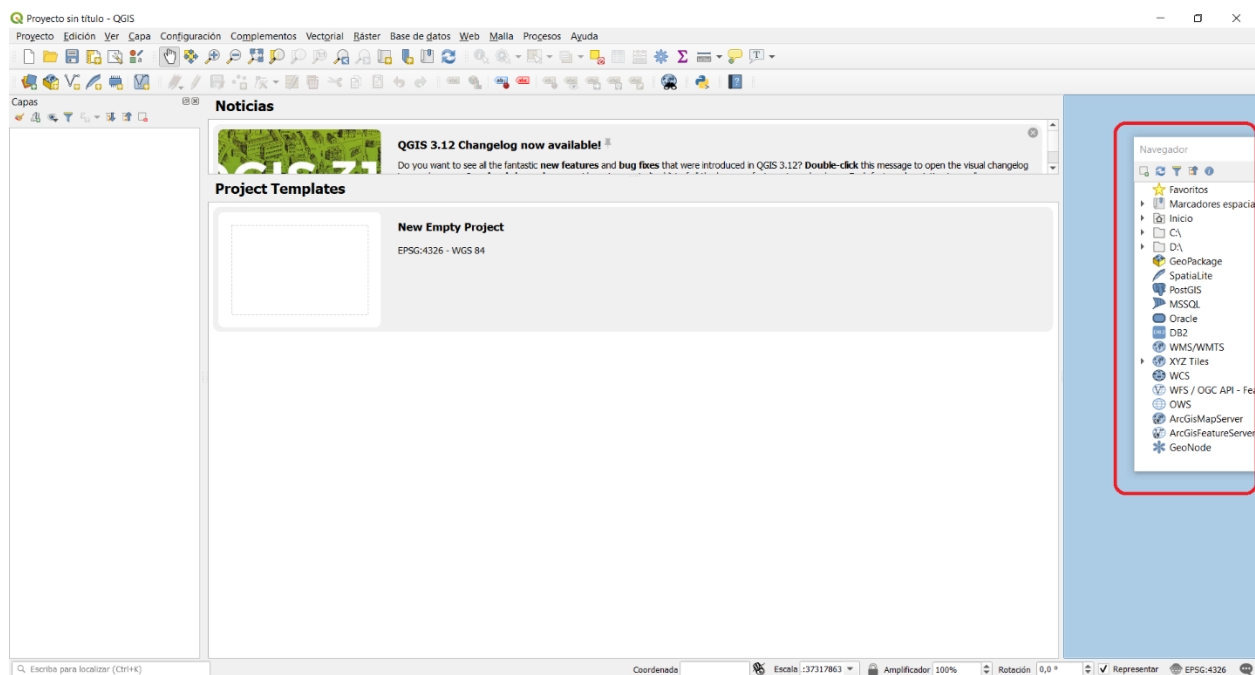 Proyecto sin título - QGIS
Proyecto Edición Ver Capa Configuración Complementos Vectorial Ráster Base de datos Web Malla Procesos Ayuda
Capas
Noticias
QGIS 3.12 Changelog now available!
Do you want to see all the fantastic new features and bug fixes that were introduced in QGIS 3.12? Double-click this message to open the visual changelog
Project Templates
New Empty Project
EPSG:4326 - WGS 84
Navegador
Favoritos
Marcadores espacia
Inicio
C:\
D:\
GeoPackage
SpatiaLite
PostGIS
MSSQL
Oracle
DB2
WMS/WMTS
XYZ Tiles
WCS
WFS / OGC API - Fea
OWS
ArcGisMapServer
ArcGisFeatureServer
GeoNode
Escriba para localizar (Ctrl+K)
Coordenada Escala :37317863 Amplificador 100% Rotación 0,0 ° Representar EPSG:4326